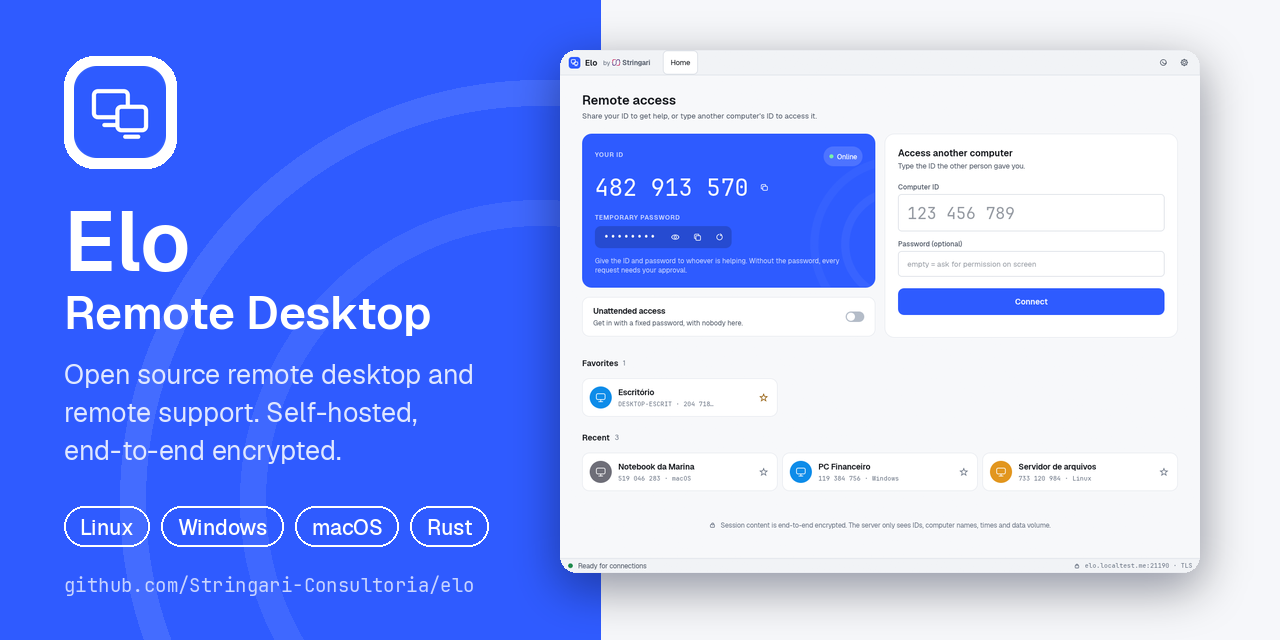 Elo
Remote Desktop
Open source remote desktop and
remote support. Self-hosted,
end-to-end encrypted.
Linux
Windows
macOS
Rust
github.com/Stringari-Consultoria/elo
Elo by Stringari
Home
Remote access
Share your ID to get help, or type another computer's ID to access it.
YOUR ID
Online
482 913 570
TEMPORARY PASSWORD
••••••••
Give the ID and password to whoever is helping. Without the password, every
request needs your approval.
Unattended access
Get in with a fixed password, with nobody here.
Access another computer
Type the ID the other person gave you.
Computer ID
123 456 789
Password (optional)
empty = ask for permission on screen
Connect
Favorites 1
Escritório
DESKTOP-ESCRIT · 204 718…
Recent 3
Notebook da Marina
519 046 283 · macOS
PC Financeiro
119 384 756 · Windows
Servidor de arquivos
733 120 984 · Linux
Session content is end-to-end encrypted. The server only sees IDs, computer names, times and data volume.
Ready for connections
elo.localtest.me:21190 · TLS